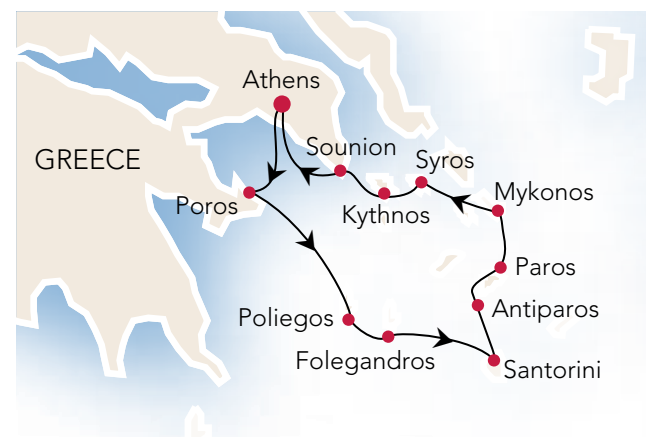 Athens
Sounion
Syros
GREECE
Mykonos
Poros
Kythnos
Paros
Antiparos
Poliegos
Folegandros
Santorini